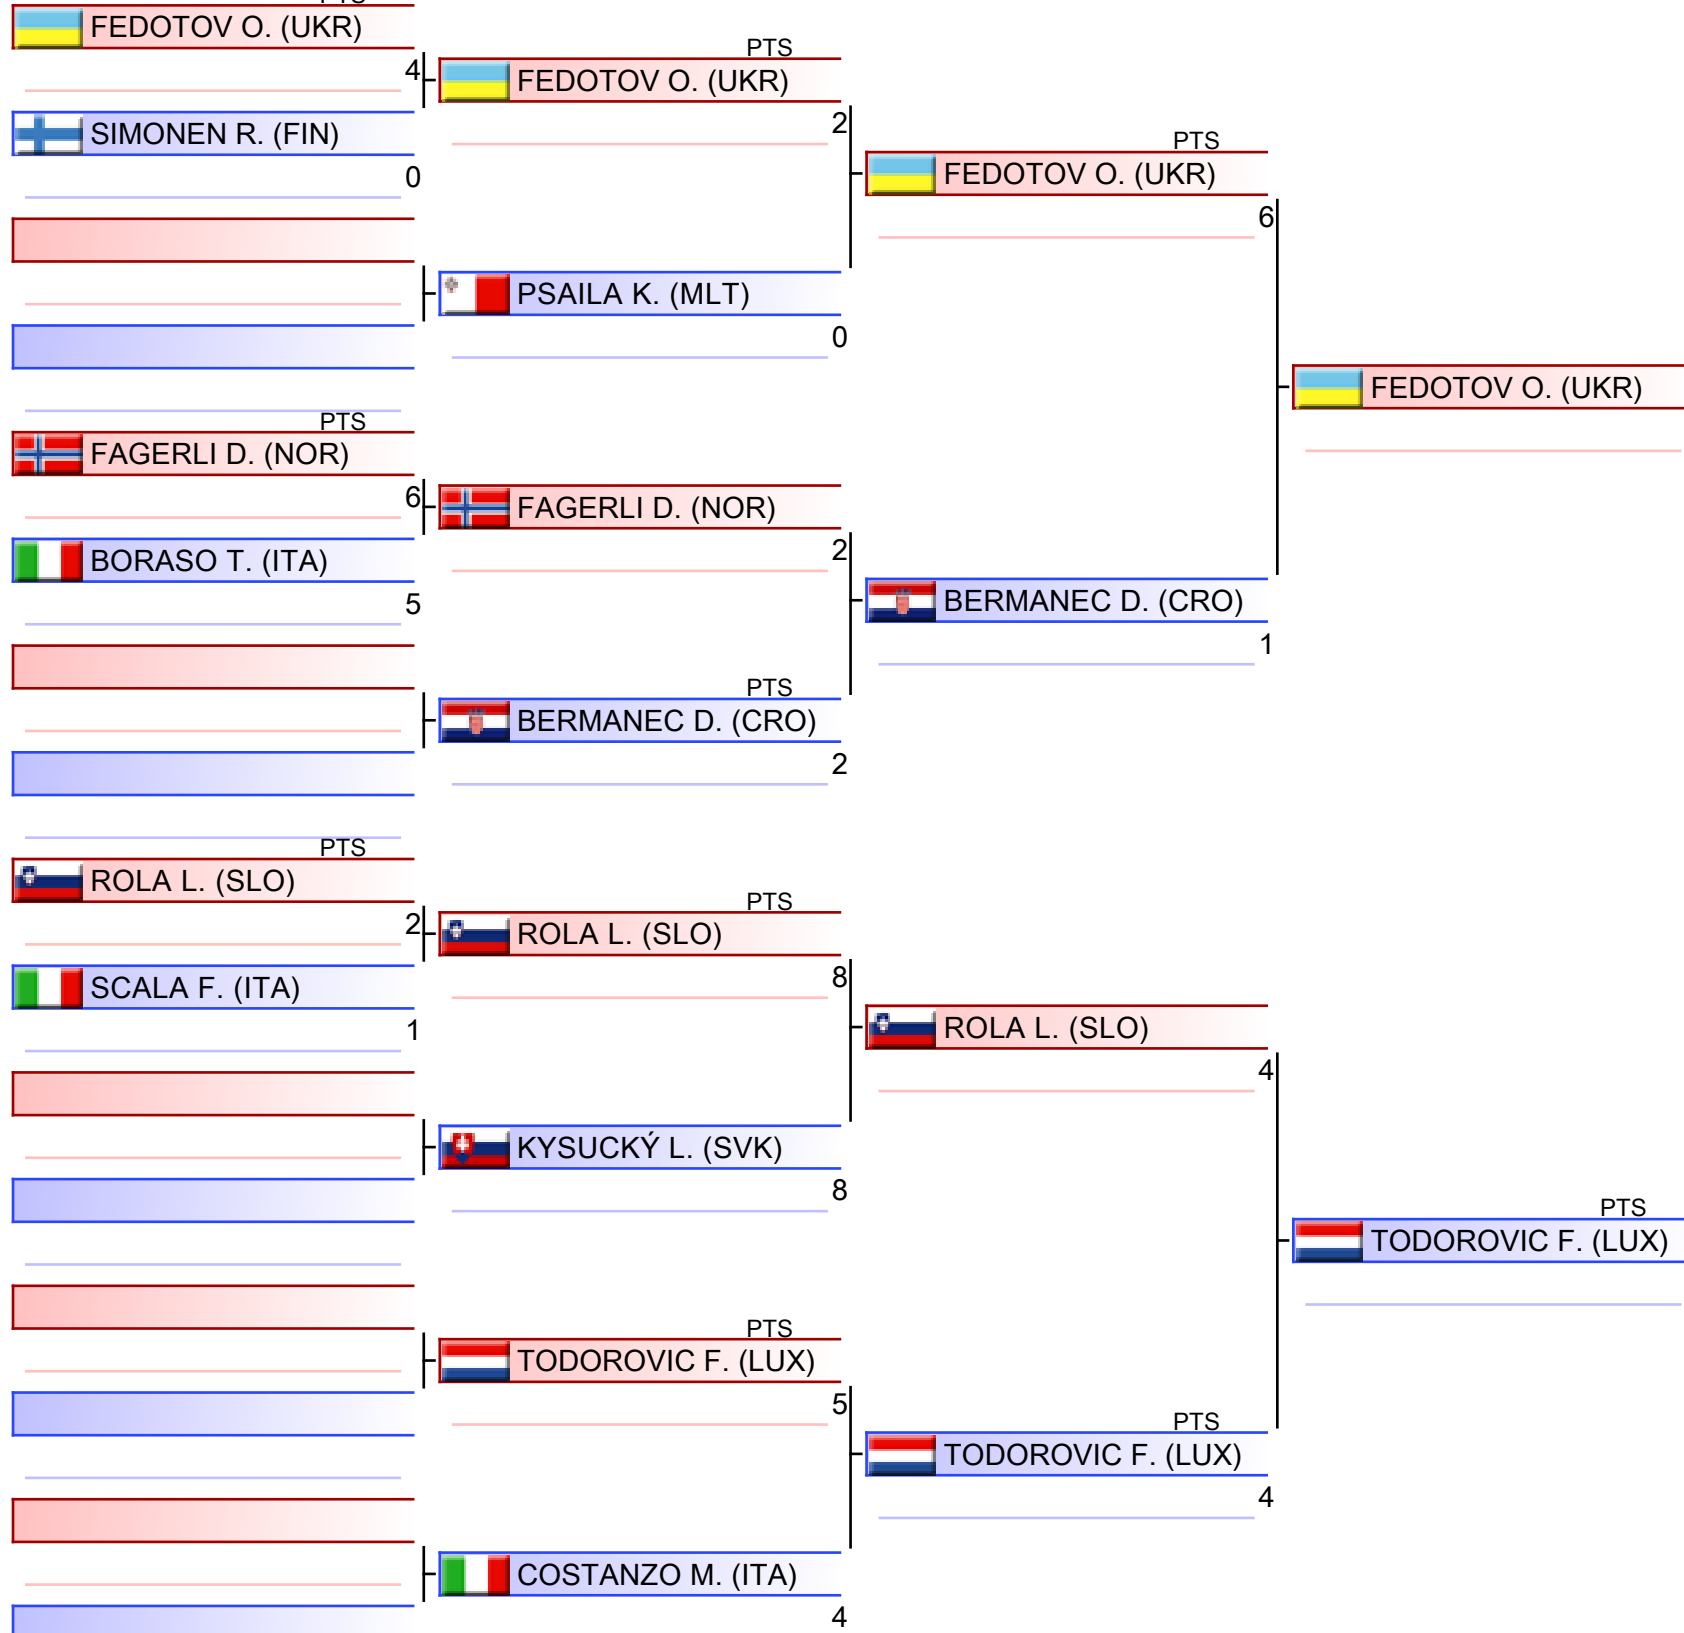 PTS
FEDOTOV O. (UKR)
4
SIMONEN R. (FIN)
0
PTS
FAGERLI D. (NOR)
6
BORASO T. (ITA)
5
PTS
ROLA L. (SLO)
2
SCALA F. (ITA)
1
PTS
FEDOTOV O. (UKR)
2
PSAILA K. (MLT)
0
FAGERLI D. (NOR)
2
PTS
BERMANEC D. (CRO)
2
PTS
ROLA L. (SLO)
8
KYSUCKÝ L. (SVK)
8
PTS
TODOROVIC F. (LUX)
5
COSTANZO M. (ITA)
4
PTS
FEDOTOV O. (UKR)
6
BERMANEC D. (CRO)
1
ROLA L. (SLO)
4
PTS
TODOROVIC F. (LUX)
4
FEDOTOV O. (UKR)
PTS
TODOROVIC F. (LUX)